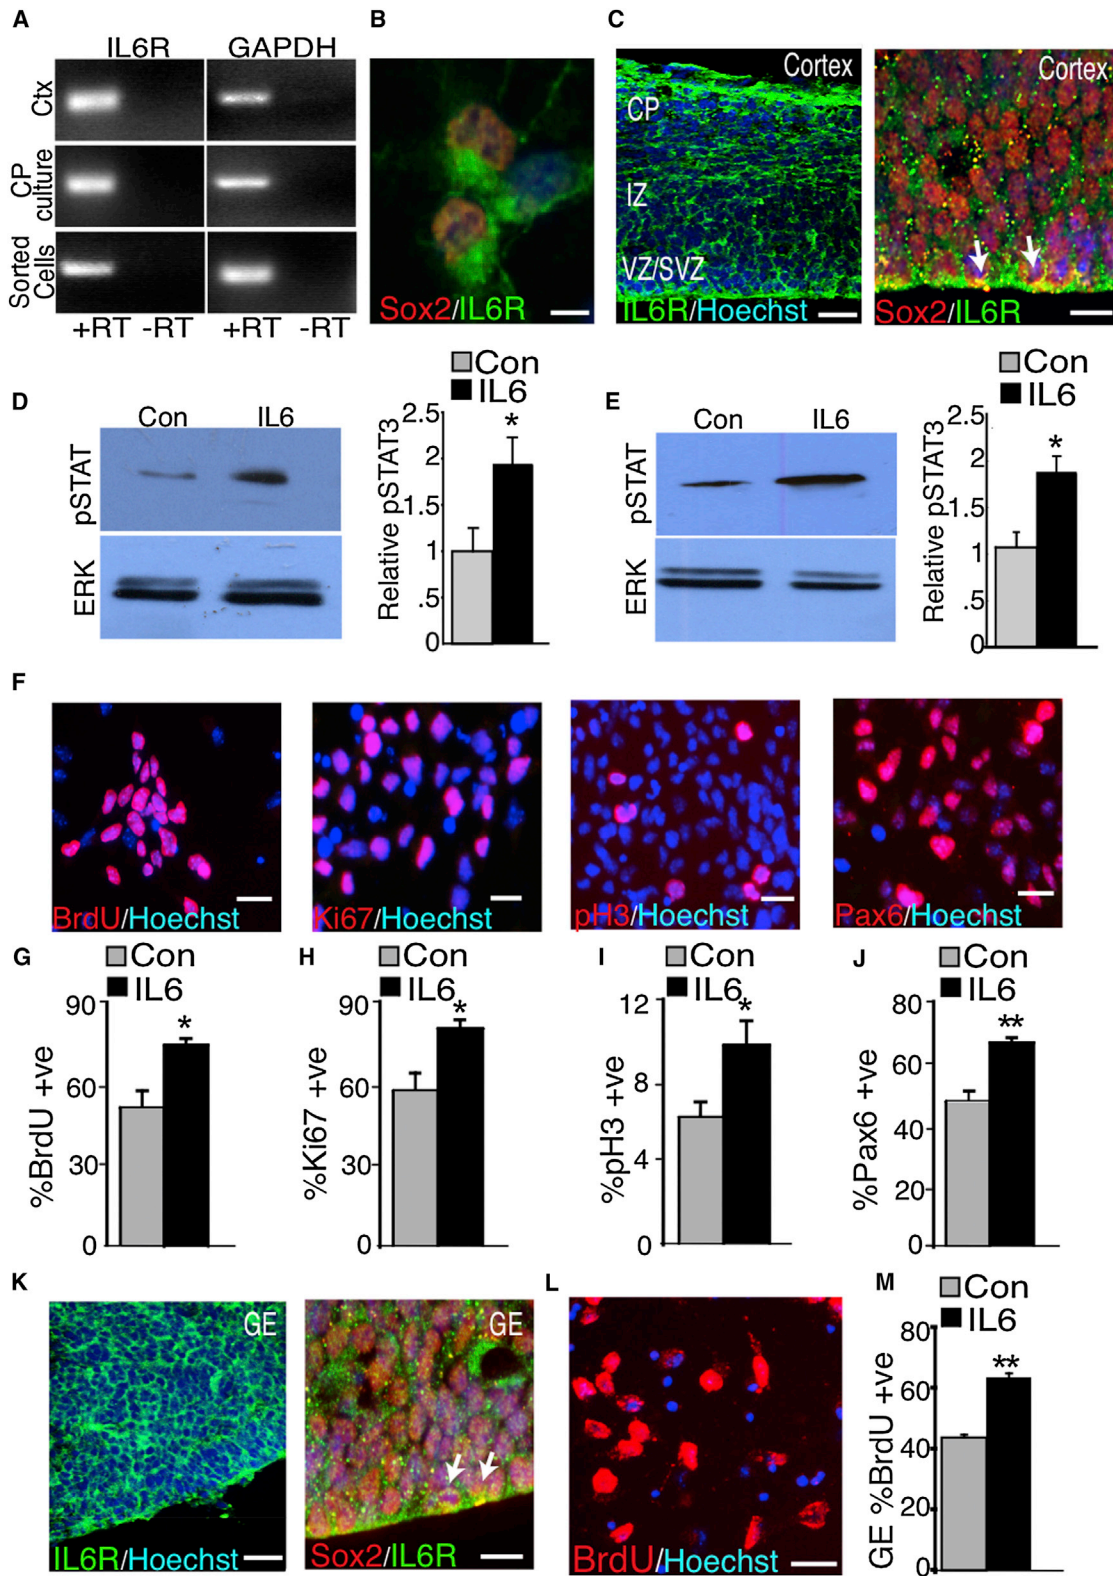 A
IL6R GAPDH
Ctx
CP culture
Sorted Cells
+RT -RT +RT -RT
B
Sox2/IL6R
C
Cortex
CP
IZ
VZ/SVZ
IL6R/Hoechst
Cortex
Sox2/IL6R
D
Con IL6
pSTAT
ERK
Con
IL6
Relative pSTAT3
2.5
2
1.5
1
.5
0
*
E
Con IL6
pSTAT
ERK
Con
IL6
Relative pSTAT3
2.5
2
1.5
1
.5
0
*
F
BrdU/Hoechst
Ki67/Hoechst
pH3/Hoechst
Pax6/Hoechst
G
Con
IL6
%BrdU +ve
90
60
30
0
*
H
Con
IL6
%Ki67 +ve
90
60
30
0
*
I
Con
IL6
%pH3 +ve
12
8
4
0
*
J
Con
IL6
%Pax6 +ve
80
60
40
20
0
**
K
GE
IL6R/Hoechst
GE
Sox2/IL6R
L
BrdU/Hoechst
M
Con
IL6
GE %BrdU +ve
80
60
40
20
0
**